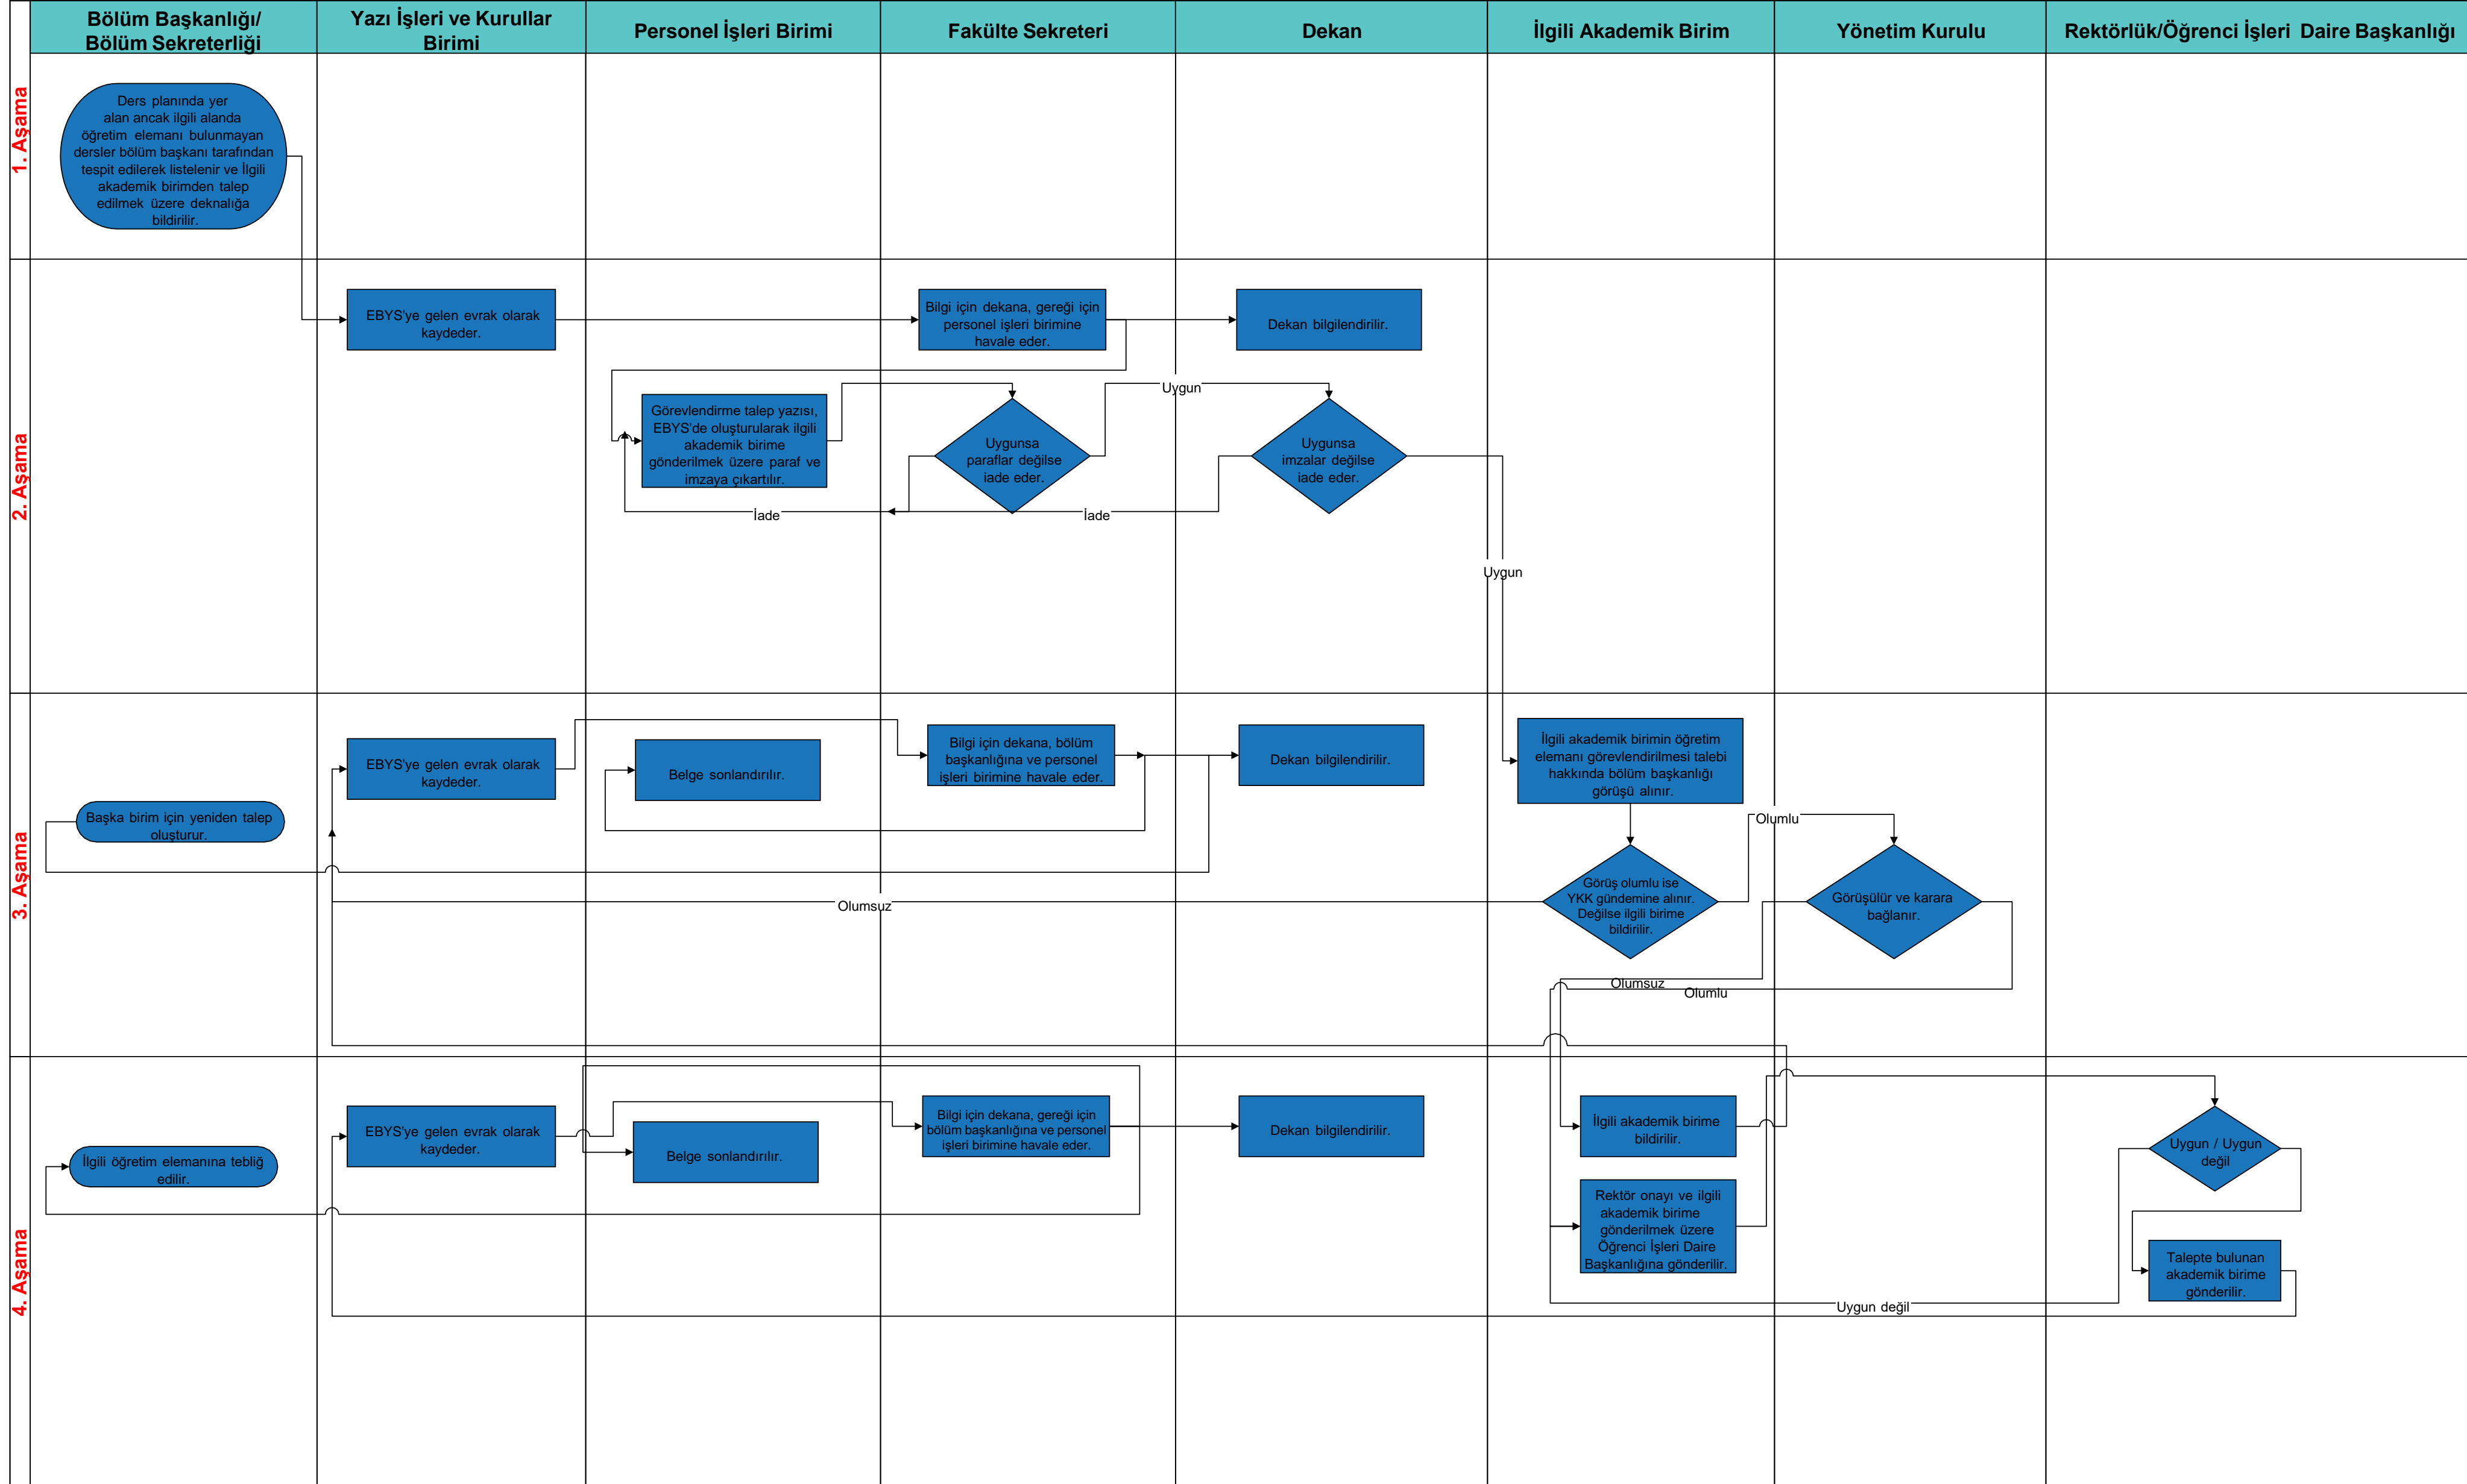 Bölüm Başkanlığı/
Bölüm Sekreterliği
Yazı İşleri ve Kurullar
Birimi
Personel İşleri Birimi
Fakülte Sekreteri
Dekan
İlgili Akademik Birim
Yönetim Kurulu
Rektörlük/Öğrenci İşleri Daire Başkanlığı
1. Aşama
Ders planında yer
alan ancak ilgili alanda
öğretim elemanı bulunmayan
dersler bölüm başkanı tarafından
tespit edilerek listelenir ve İlgili
akademik birimden talep
edilmek üzere deknalığa
bildirilir.
2. Aşama
EBYS'ye gelen evrak olarak
kaydeder.
Bilgi için dekana, gereği için
personel işleri birimine
havale eder.
Dekan bilgilendirilir.
Görevlendirme talep yazısı,
EBYS'de oluşturularak ilgili
akademik birime
gönderilmek üzere paraf ve
imzaya çıkartılır.
Uygunsa
paraflar değilse
iade eder.
Uygun
Uygunsa
imzalar değilse
iade eder.
İade
İade
Uygun
3. Aşama
Başka birim için yeniden talep
oluşturur.
EBYS'ye gelen evrak olarak
kaydeder.
Belge sonlandırılır.
Bilgi için dekana, bölüm
başkanlığına ve personel
işleri birimine havale eder.
Dekan bilgilendirilir.
İlgili akademik birimin öğretim
elemanı görevlendirilmesi talebi
hakkında bölüm başkanlığı
görüşü alınır.
Olumlu
Olumsuz
Görüş olumlu ise
YKK gündemine alınır.
Değilse ilgili birime
bildirilir.
Görüşülür ve karara
bağlanır.
Olumsuz
Olumlu
4. Aşama
İlgili öğretim elemanına tebliğ
edilir.
EBYS'ye gelen evrak olarak
kaydeder.
Belge sonlandırılır.
Bilgi için dekana, gereği için
bölüm başkanlığına ve personel
işleri birimine havale eder.
Dekan bilgilendirilir.
İlgili akademik birime
bildirilir.
Rektör onayı ve ilgili
akademik birime
gönderilmek üzere
Öğrenci İşleri Daire
Başkanlığına gönderilir.
Uygun / Uygun
değil
Talepte bulunan
akademik birime
gönderilir.
Uygun değil